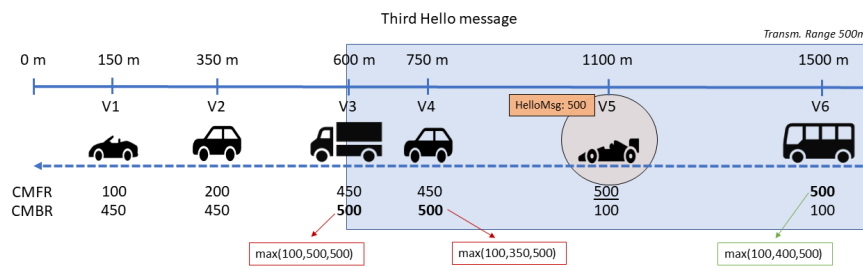 Third Hello message
Transm. Range 500m
0 m 150 m 350 m 600 m 750 m 1100 m 1500 m
HelloMsg: 500
V1 V2 V3 V4 V5 V6
CMFR 100 200 450 450 500 500
CMBR 450 450 500 500 100 100
max(100,500,500) max(100,350,500) max(100,400,500)